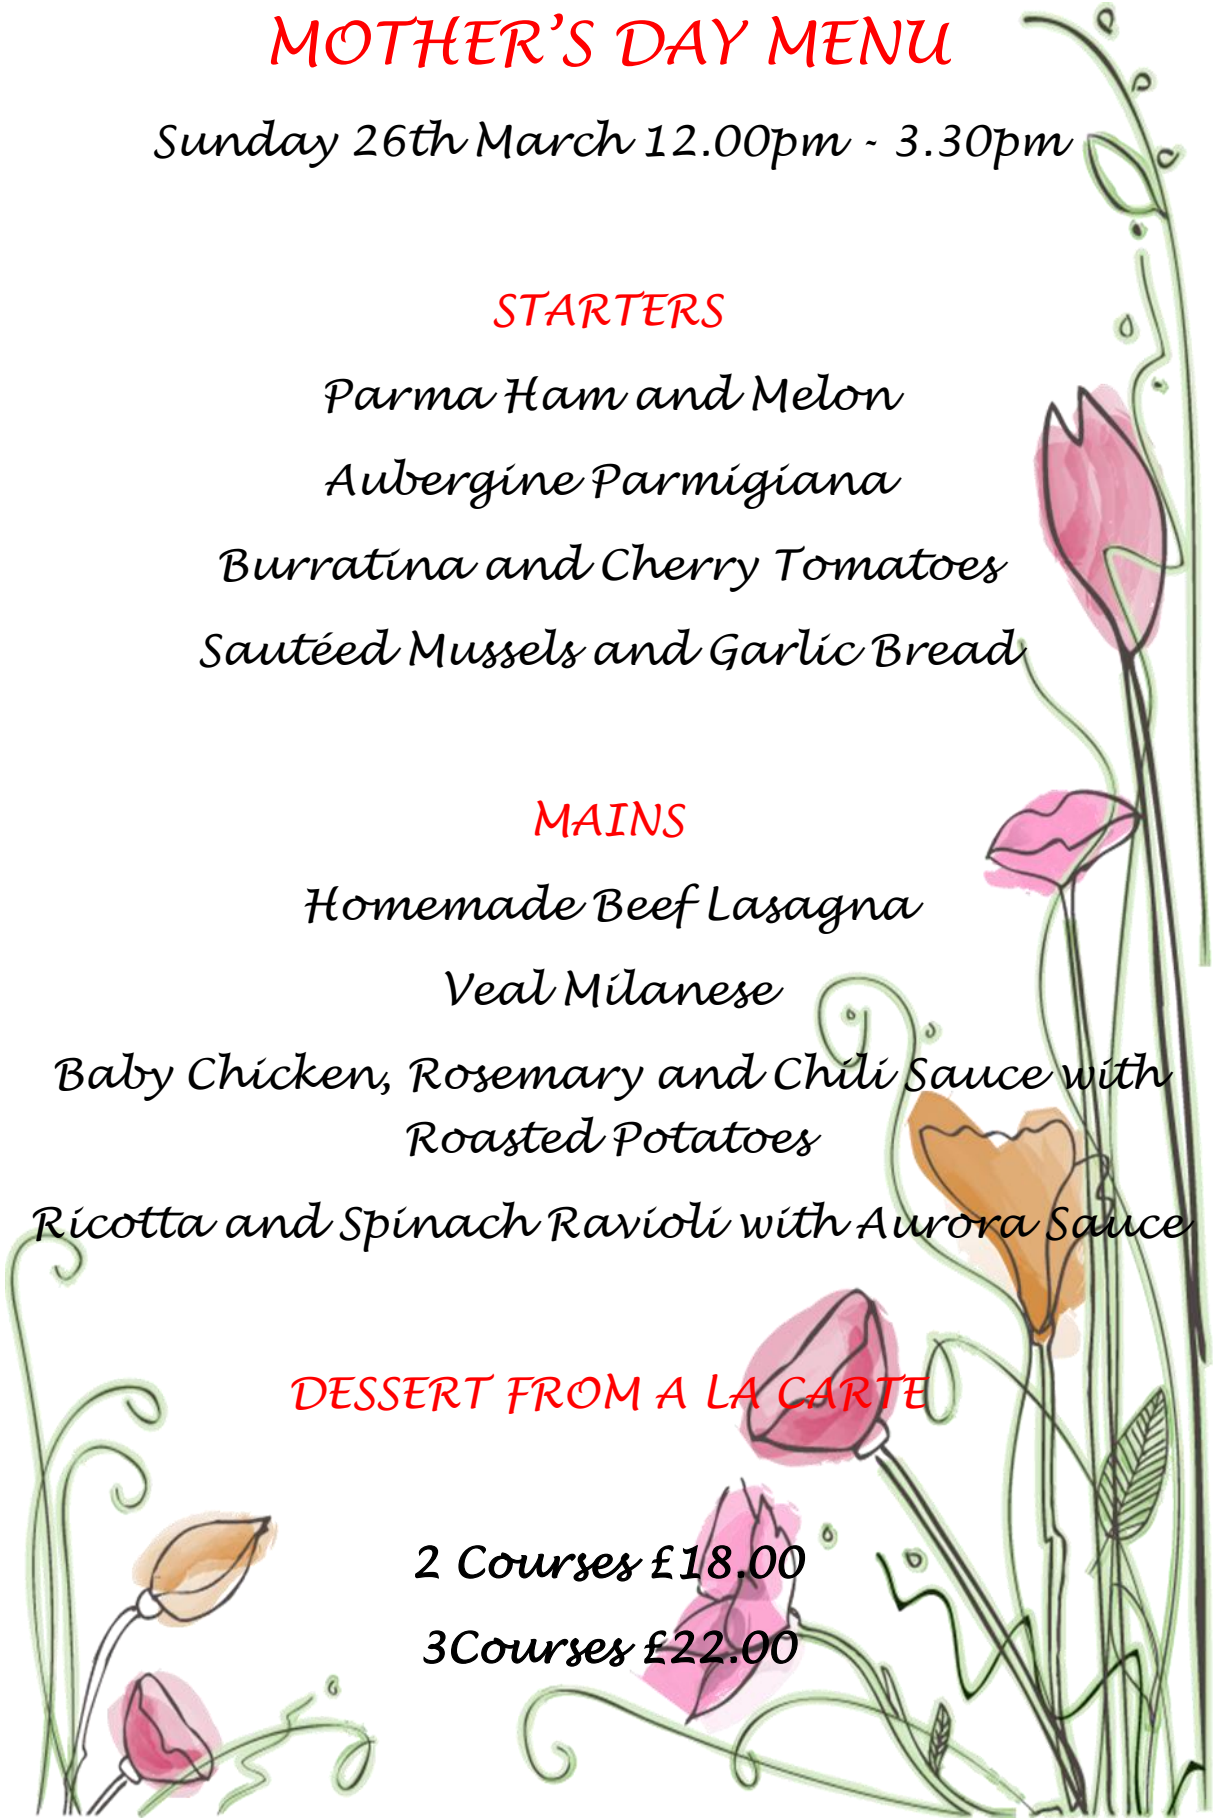 MOTHER’S DAY MENU
Sunday 26th March 12.00pm - 3.30pm
STARTERS
Parma Ham and Melon
Aubergine Parmigiana
Burratina and Cherry Tomatoes
Sautéed Mussels and Garlic Bread
MAINS
Homemade Beef Lasagna
Veal Milanese
Baby Chicken, Rosemary and Chili Sauce with
Roasted Potatoes
Ricotta and Spinach Ravioli with Aurora Sauce
DESSERT FROM A LA CARTE
2 Courses £18.00
3Courses £22.00